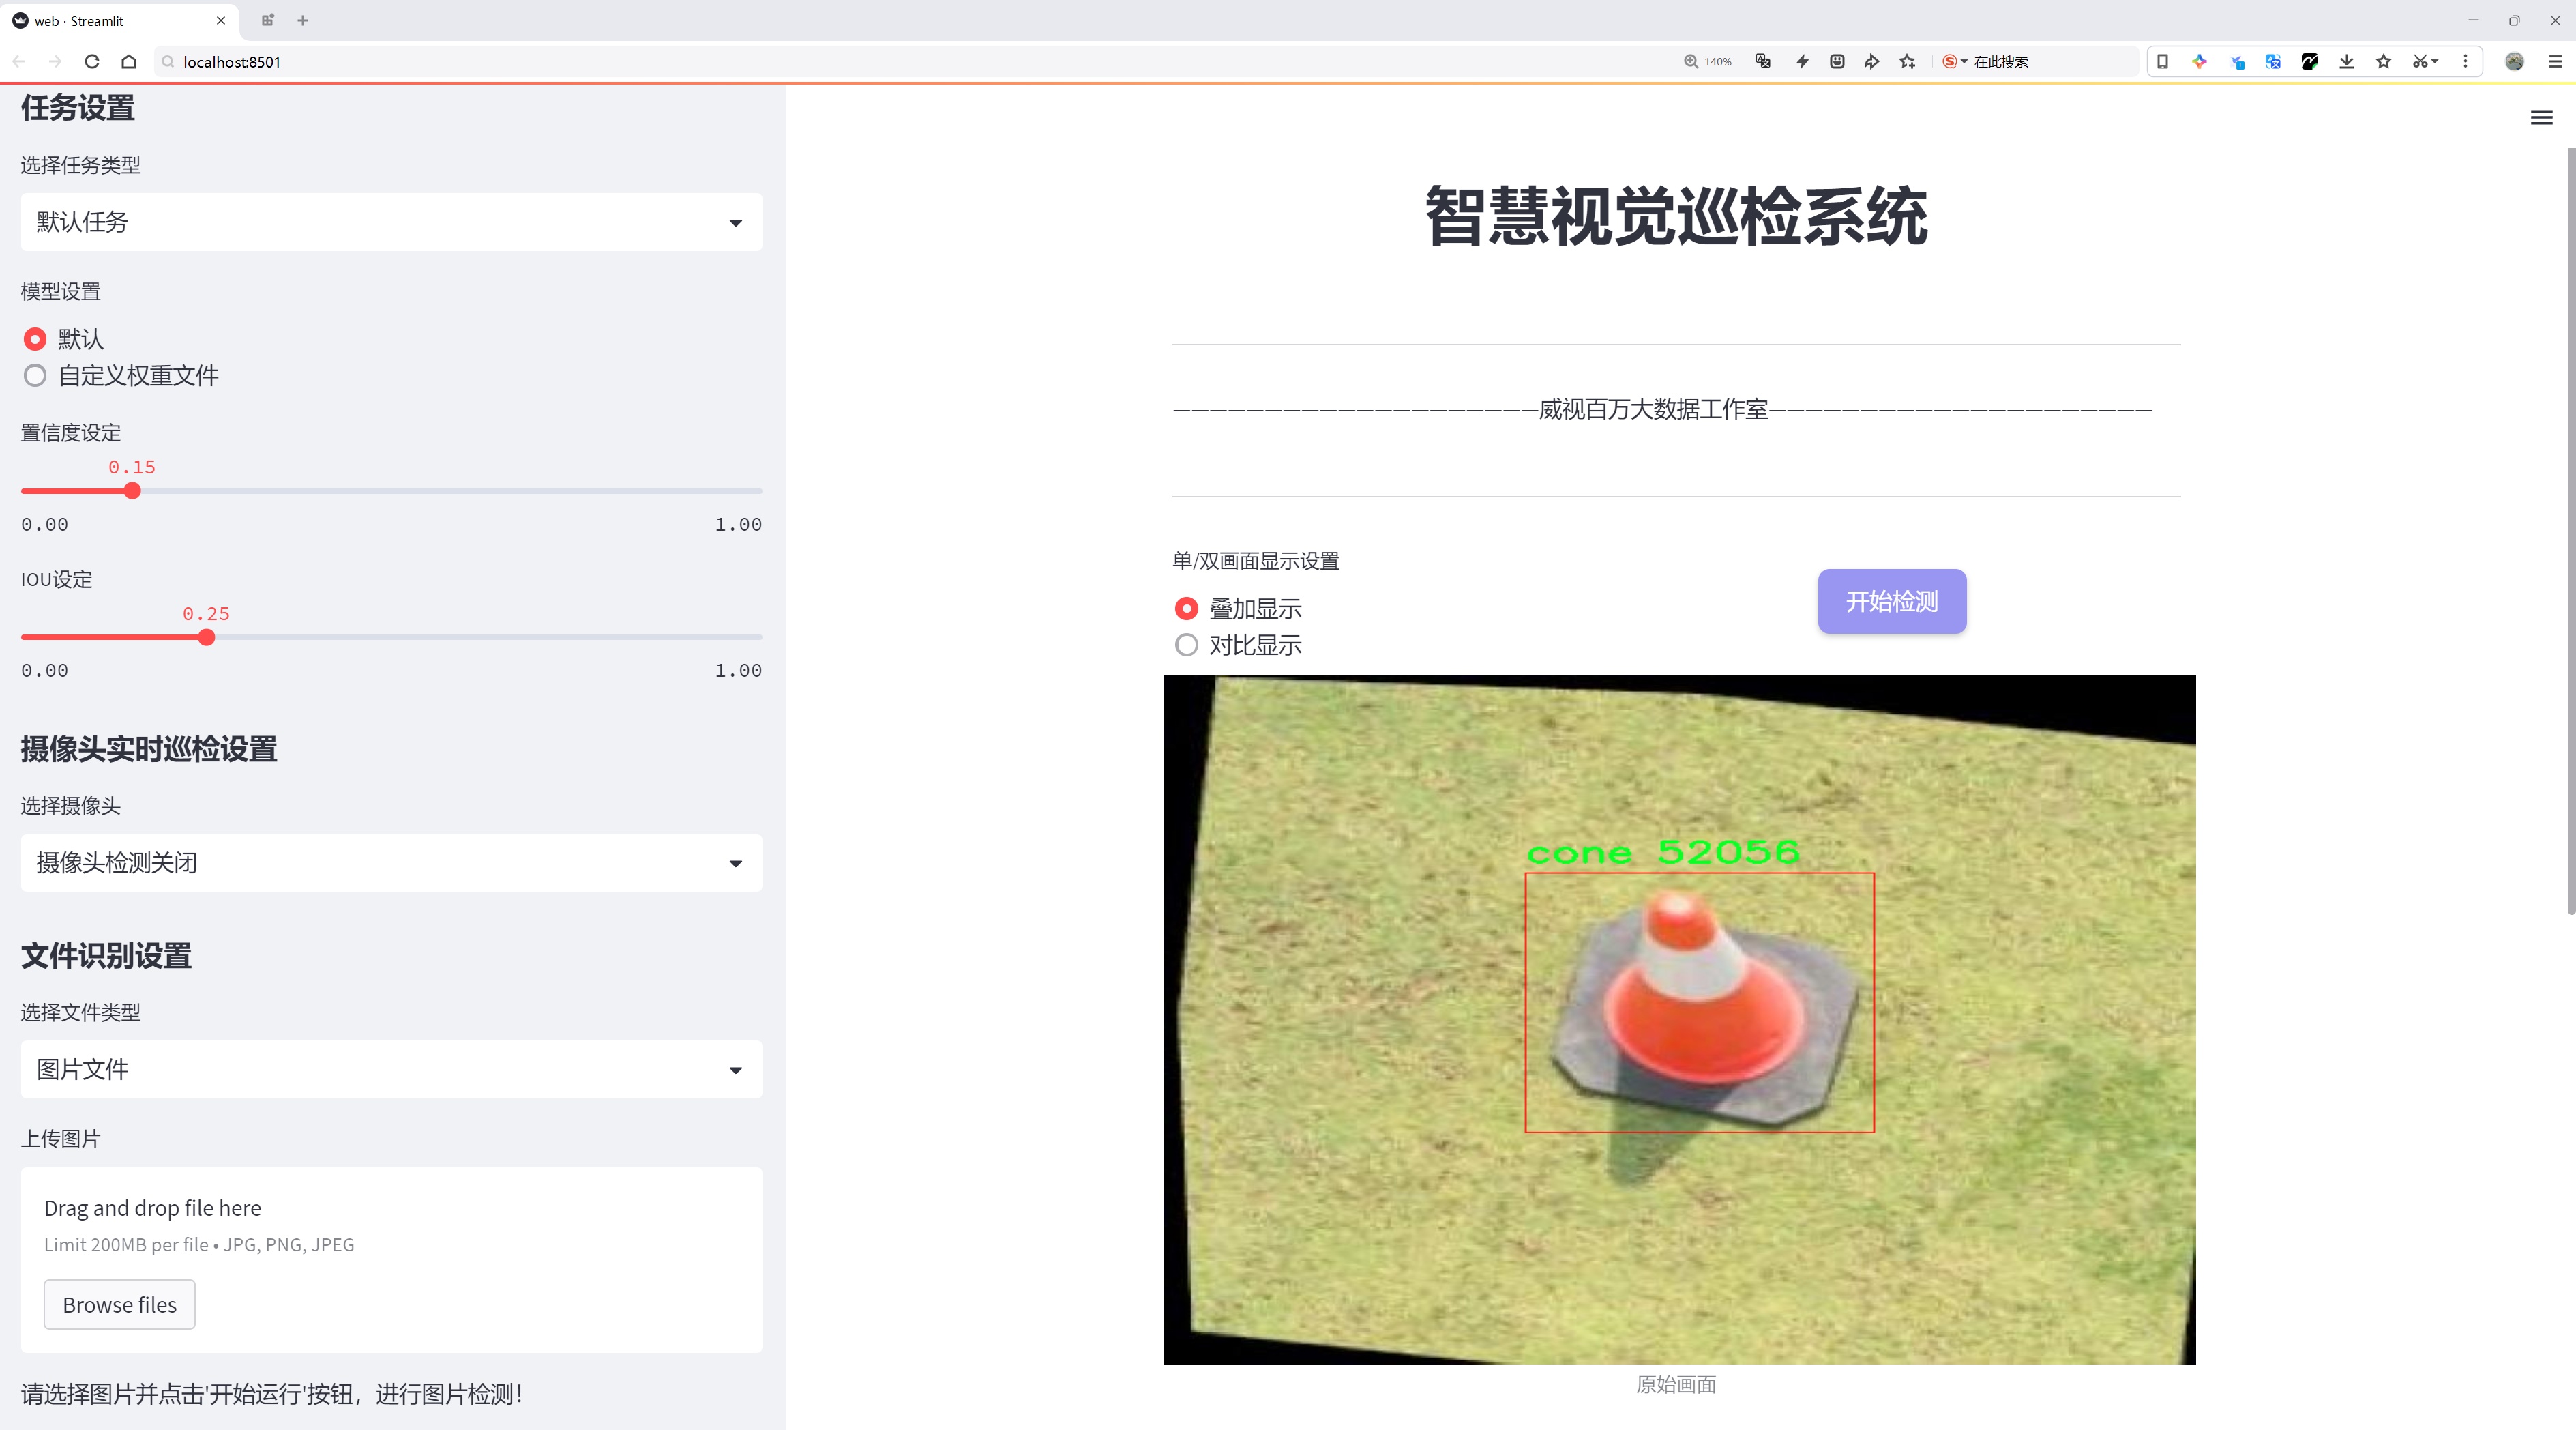 web · Streamlit
localhost:8501
140%
在此搜索
任务设置
选择任务类型
默认任务
模型设置
默认
自定义权重文件
置信度设定
0.15
0.00
1.00
IOU设定
0.25
0.00
1.00
摄像头实时巡检设置
选择摄像头
摄像头检测关闭
文件识别设置
选择文件类型
图片文件
上传图片
Drag and drop file here
Limit 200MB per file • JPG, PNG, JPEG
Browse files
请选择图片并点击'开始运行'按钮，进行图片检测！
智慧视觉巡检系统
—————————————————————威视百万大数据工作室—————————————————————
单/双画面显示设置
叠加显示
对比显示
开始检测
cone 52056
原始画面